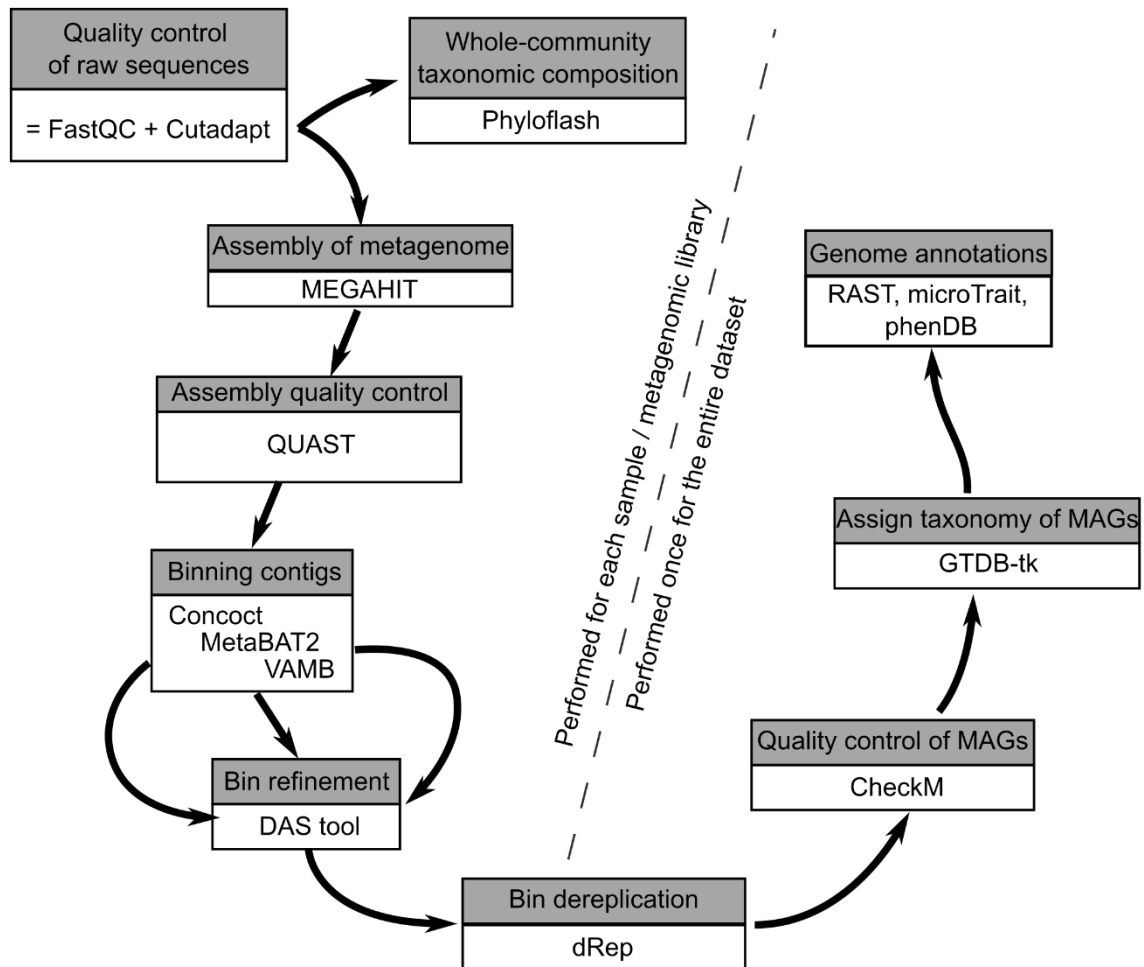 Quality control
of raw sequences
= FastQC + Cutadapt
Whole-community
taxonomic composition
Phyloflash
Assembly of metagenome
MEGAHIT
Assembly quality control
QUAST
Binning contigs
Concoct
MetaBAT2
VAMB
Bin refinement
DAS tool
Performed for each sample / metagenomic library
Performed once for the entire dataset
Bin dereplication
dRep
Quality control of MAGs
CheckM
Assign taxonomy of MAGs
GTDB-tk
Genome annotations
RAST, microTrait,
phenDB